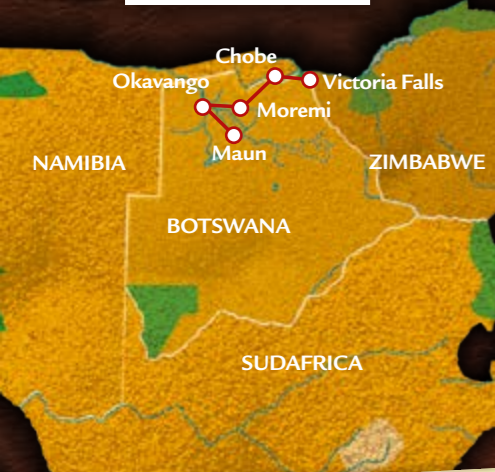 Chobe
Okavango
Victoria Falls
Moremi
Maun
NAMIBIA
ZIMBABWE
BOTSWANA
SUDAFRICA